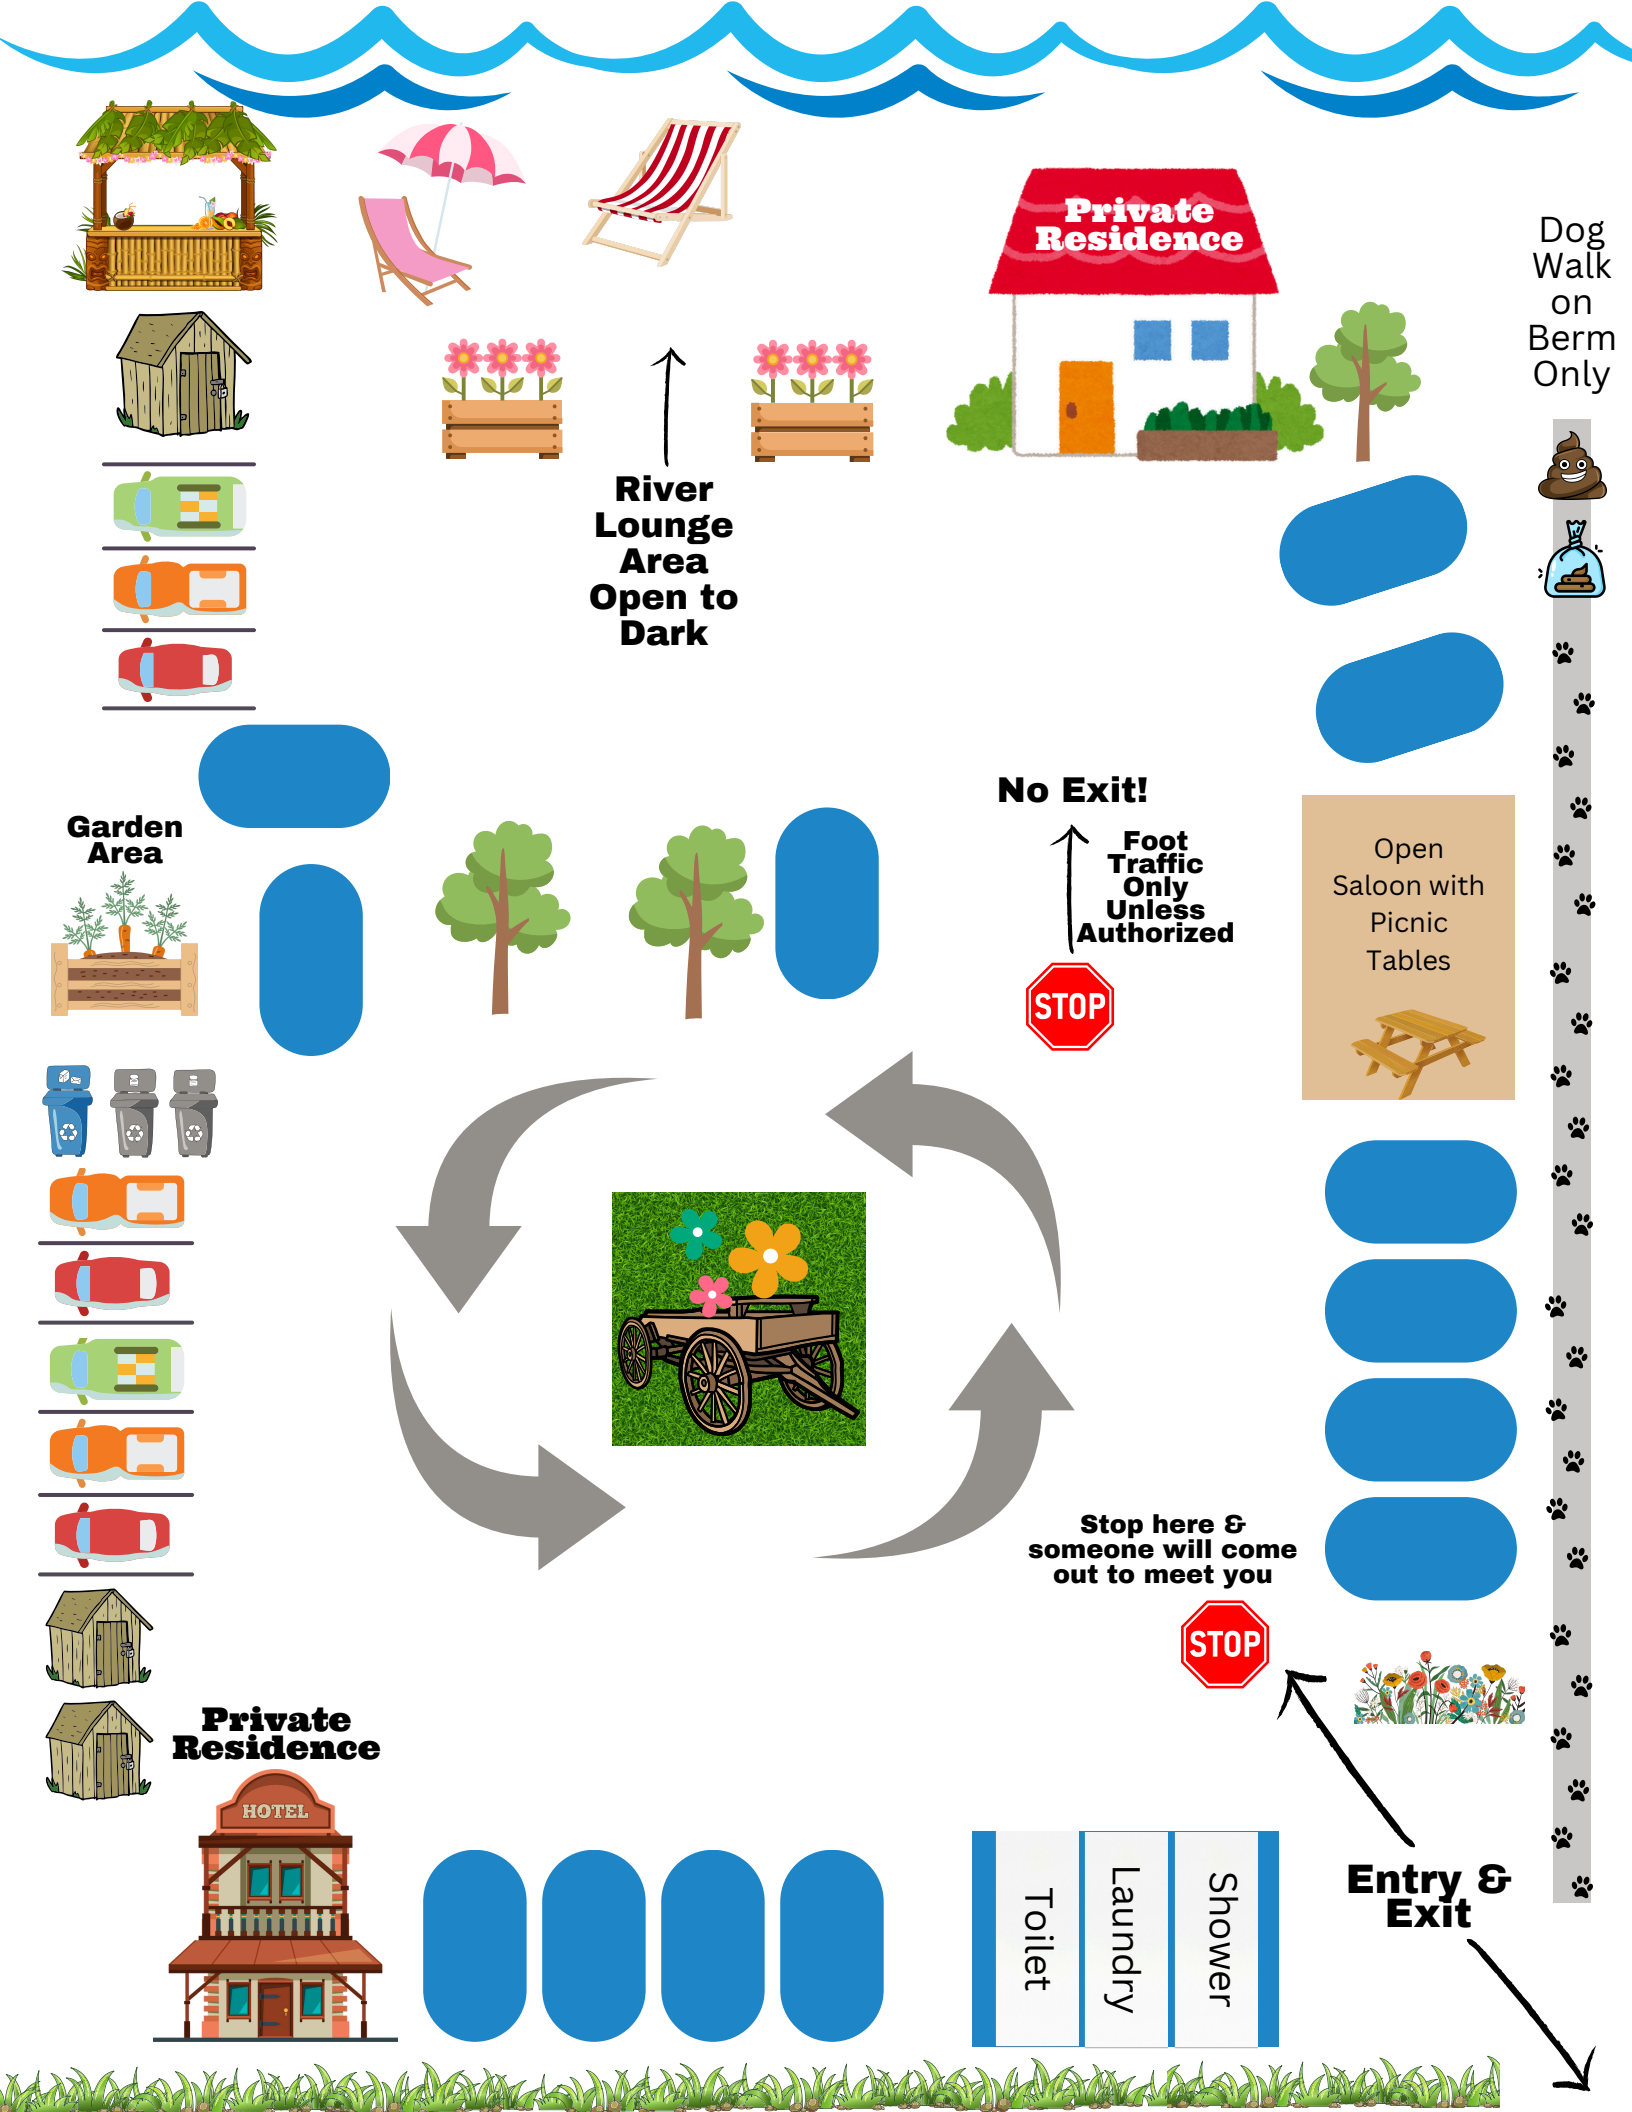 Private
Residence
Dog
Walk
on
Berm
Only
River
Lounge
Area
Open to
Dark
No Exit!
Foot
Traffic
Only
Unless
Authorized
STOP
Garden
Area
Open
Saloon with
Picnic
Tables
Stop here &
someone will come
out to meet you
STOP
Private
Residence
HOTEL
Toilet
Laundry
Shower
Entry &
Exit